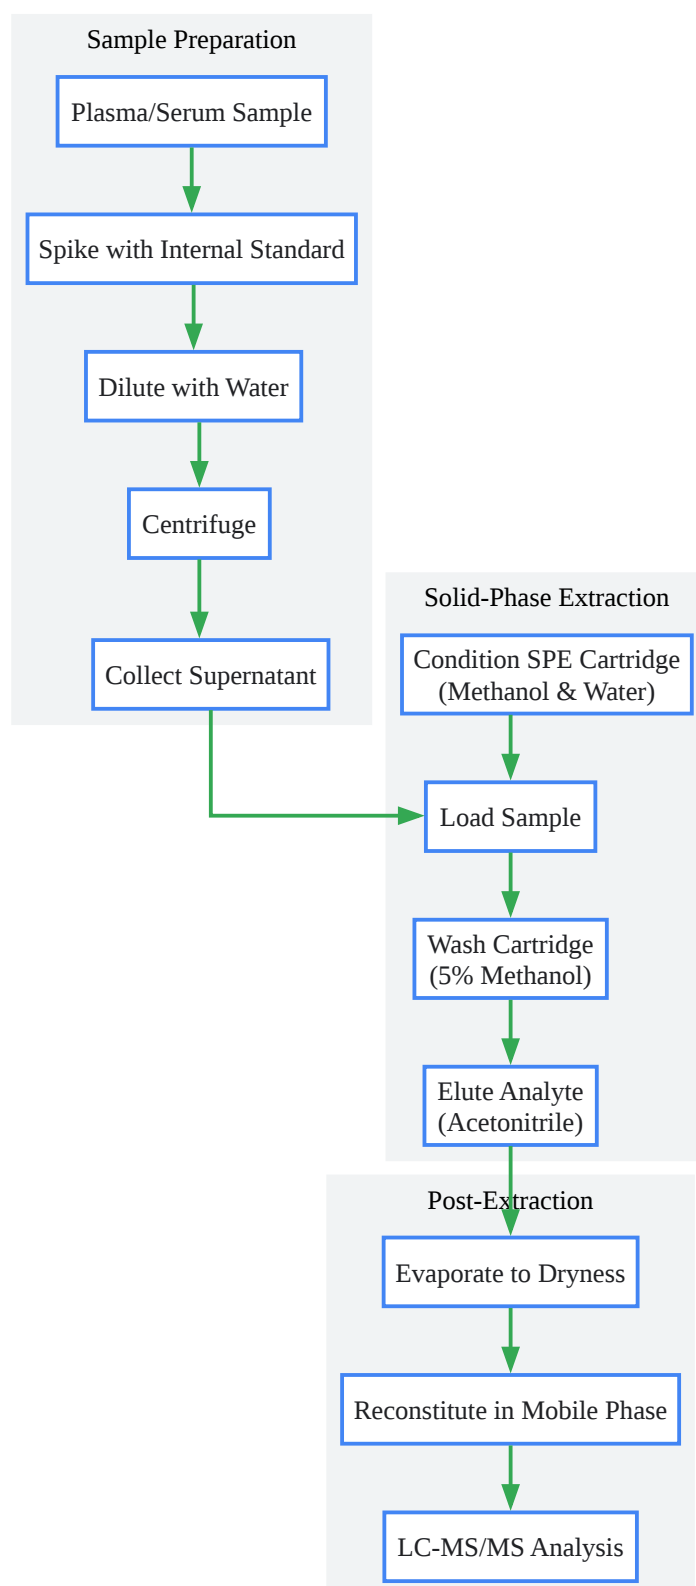 Sample Preparation
Plasma/Serum Sample
Spike with Internal Standard
Dilute with Water
Centrifuge
Collect Supernatant
Solid-Phase Extraction
Condition SPE Cartridge
(Methanol & Water)
Load Sample
Wash Cartridge
(5% Methanol)
Elute Analyte
(Acetonitrile)
Post-Extraction
Evaporate to Dryness
Reconstitute in Mobile Phase
LC-MS/MS Analysis